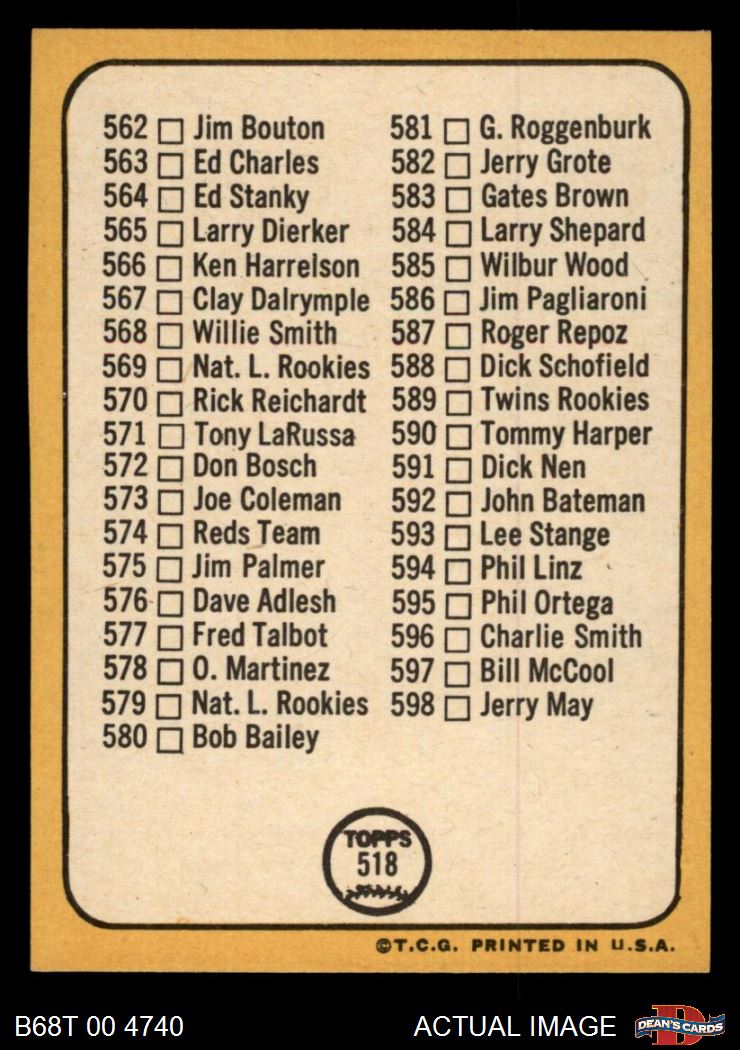 562 Jim Bouton
563 Ed Charles
564 Ed Stanky
565 Larry Dierker
566 Ken Harrelson
567 Clay Dalrymple
568 Willie Smith
569 Nat. L. Rookies
570 Rick Reichardt
571 Tony LaRussa
572 Don Bosch
573 Joe Coleman
574 Reds Team
575 Jim Palmer
576 Dave Adlesh
577 Fred Talbot
578 O. Martinez
579 Nat. L. Rookies
580 Bob Bailey
581 G. Roggenburk
582 Jerry Grote
583 Gates Brown
584 Larry Shepard
585 Wilbur Wood
586 Jim Pagliaroni
587 Roger Repoz
588 Dick Schofield
589 Twins Rookies
590 Tommy Harper
591 Dick Nen
592 John Bateman
593 Lee Stange
594 Phil Linz
595 Phil Ortega
596 Charlie Smith
597 Bill McCool
598 Jerry May
TOPPS
518
©T.C.G. PRINTED IN U.S.A.
B68T 00 4740
ACTUAL IMAGE
D
DEAN'S CARDS